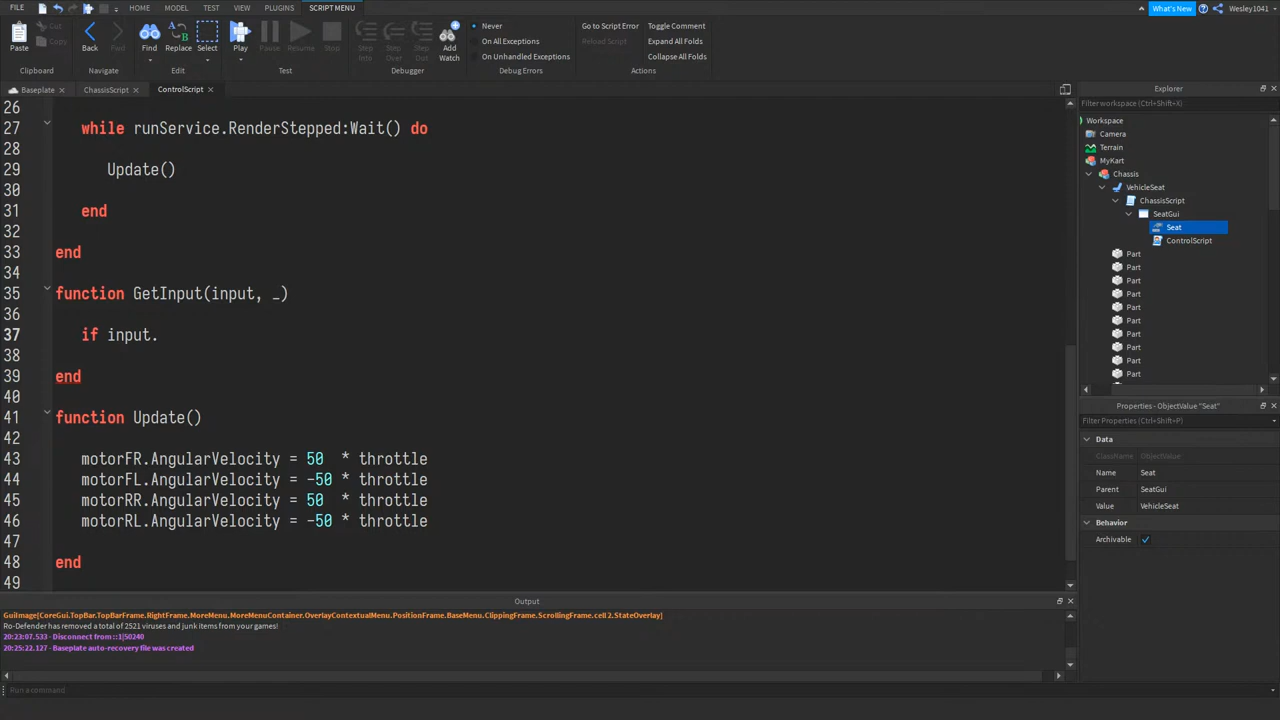 FILE HOME MODEL TEST VIEW PLUGINS SCRIPT MENU What's New Wesley1041
Paste Cut Copy Back Fwd Find Replace Select Play Pause Resume Stop Step Into Step Over Step Out Add Watch
Never
On All Exceptions
On Unhandled Exceptions
Go to Script Error Toggle Comment
Reload Script Expand All Folds
Collapse All Folds
Clipboard Navigate Edit Test Debugger Debug Errors Actions
Baseplate ChassisScript ControlScript
26
27 while runService.RenderStepped:Wait() do
28
29 Update()
30
31 end
32
33 end
34
35 function GetInput(input, _)
36
37 if input.
38
39 end
40
41 function Update()
42
43 motorFR.AngularVelocity = 50 * throttle
44 motorFL.AngularVelocity = -50 * throttle
45 motorRR.AngularVelocity = 50 * throttle
46 motorRL.AngularVelocity = -50 * throttle
47
48 end
49
Explorer
Filter workspace (Ctrl+Shift+X)
Workspace
Camera
Terrain
MyKart
Chassis
VehicleSeat
ChassisScript
SeatGui
Seat
ControlScript
Part
Part
Part
Part
Part
Part
Part
Part
Part
Part
Properties - ObjectValue "Seat"
Filter Properties (Ctrl+Shift+P)
Data
ClassName ObjectValue
Name Seat
Parent SeatGui
Value VehicleSeat
Behavior
Archivable
Output
GuiImage[CoreGui.TopBar.TopBarFrame.RightFrame.MoreMenu.MoreMenuContainer.OverlayContextualMenu.PositionFrame.BaseMenu.ClippingFrame.ScrollingFrame.cell 2.StateOverlay]
Ro-Defender has removed a total of 2521 viruses and junk items from your games!
20:23:07.533 - Disconnect from ::1|50240
20:25:22.127 - Baseplate auto-recovery file was created
Run a command